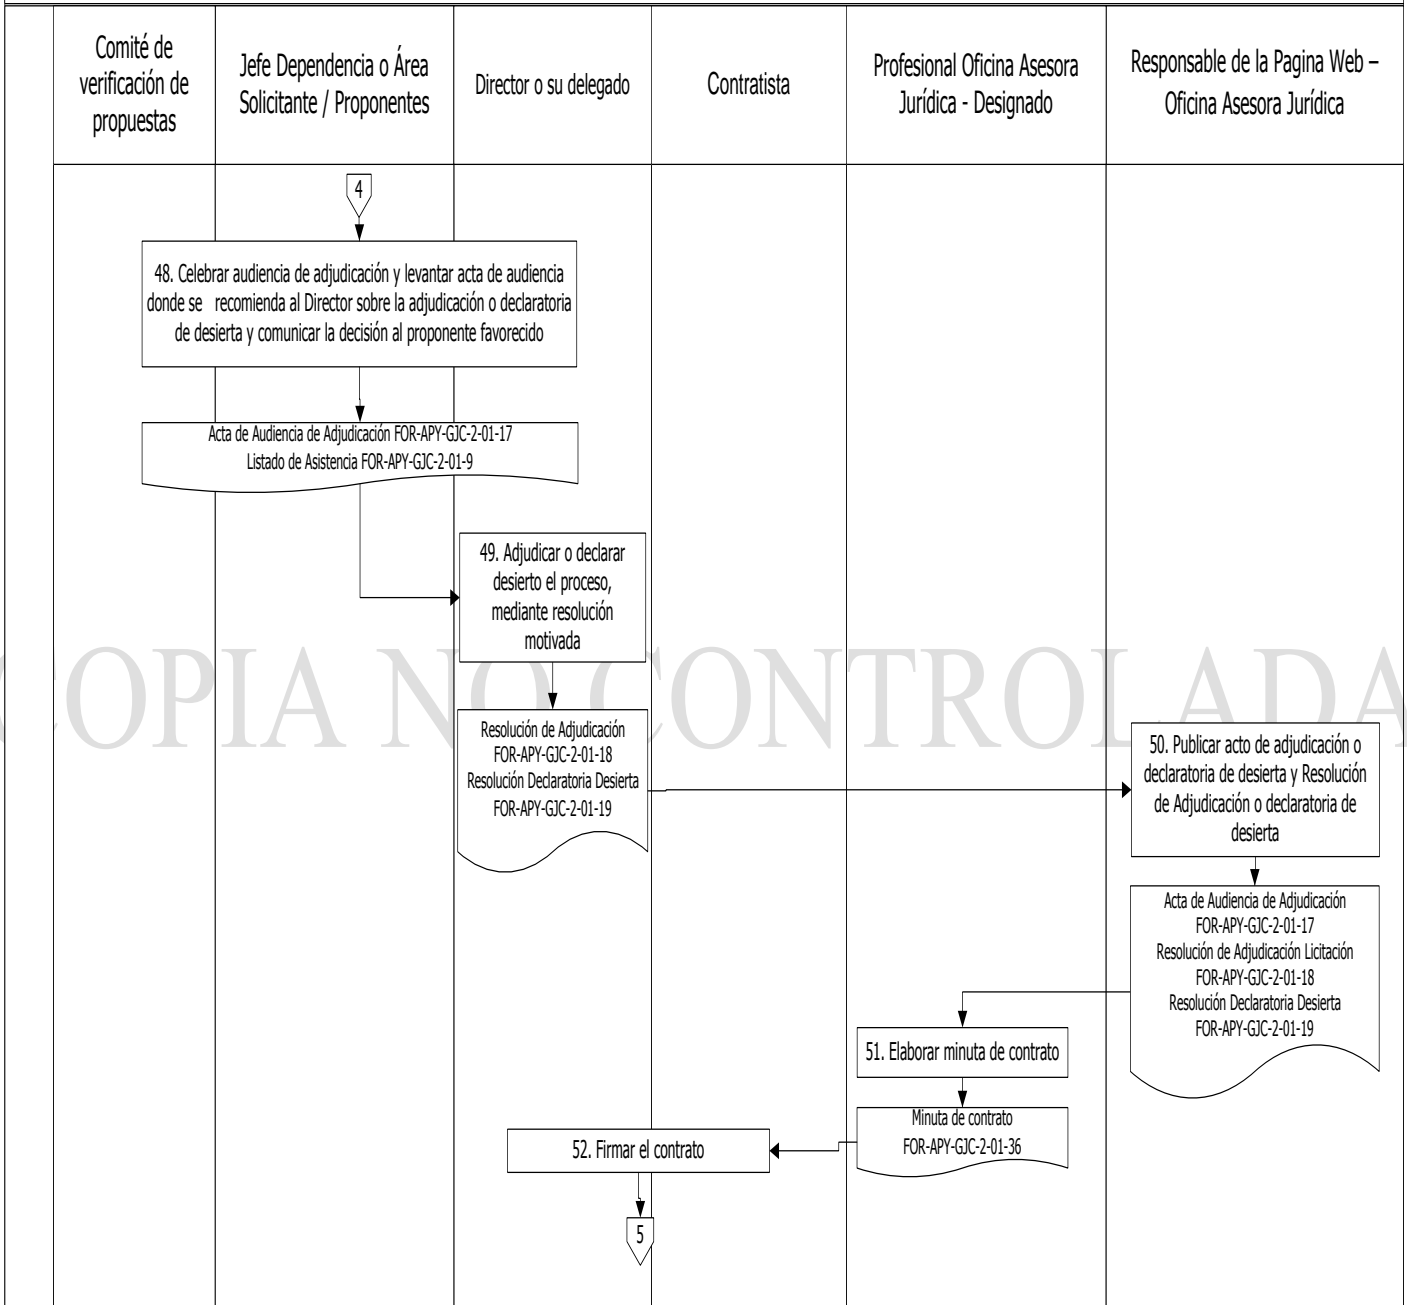 Comité de
verificación de
propuestas
Jefe Dependencia o Área
Solicitante / Proponentes
Director o su delegado
Contratista
Profesional Oficina Asesora
Jurídica - Designado
Responsable de la Pagina Web –
Oficina Asesora Jurídica
4
48. Celebrar audiencia de adjudicación y levantar acta de audiencia
donde se recomienda al Director sobre la adjudicación o declaratoria
de desierta y comunicar la decisión al proponente favorecido
Acta de Audiencia de Adjudicación FOR-APY-GJC-2-01-17
Listado de Asistencia FOR-APY-GJC-2-01-9
49. Adjudicar o declarar
desierto el proceso,
mediante resolución
motivada
COPIA NO CONTROLADA
Resolución de Adjudicación
FOR-APY-GJC-2-01-18
Resolución Declaratoria Desierta
FOR-APY-GJC-2-01-19
50. Publicar acto de adjudicación o
declaratoria de desierta y Resolución
de Adjudicación o declaratoria de
desierta
Acta de Audiencia de Adjudicación
FOR-APY-GJC-2-01-17
Resolución de Adjudicación Licitación
FOR-APY-GJC-2-01-18
Resolución Declaratoria Desierta
FOR-APY-GJC-2-01-19
51. Elaborar minuta de contrato
Minuta de contrato
FOR-APY-GJC-2-01-36
52. Firmar el contrato
5